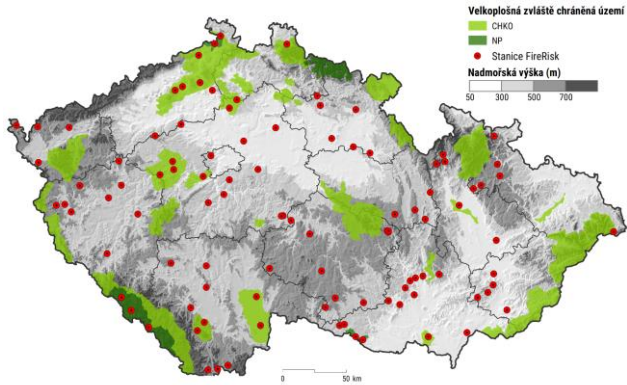 Velkoplošná zvláště chráněná území
CHKO
NP
Stanice FireRisk
Nadmořská výška (m)
50 300 500 700
0 50 km